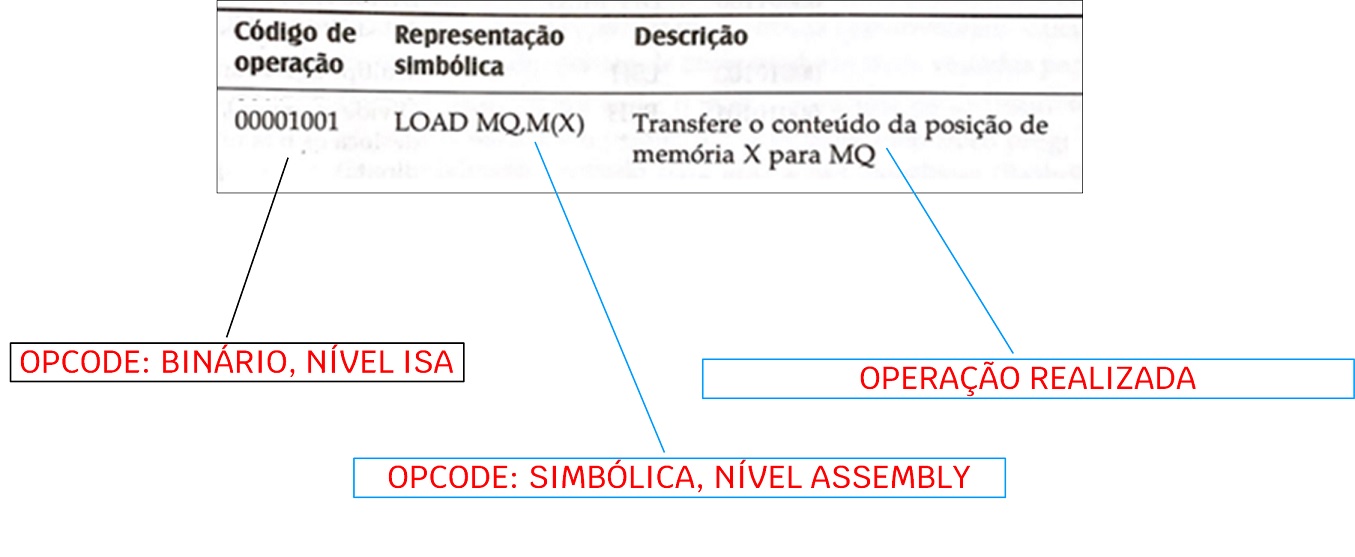 Código de operação
Representação simbólica
Descrição
00001001
LOAD MQ,M(X)
Transfere o conteúdo da posição de
memória X para MQ
OPCODE: BINÁRIO, NÍVEL ISA
OPERAÇÃO REALIZADA
OPCODE: SIMBÓLICA, NÍVEL ASSEMBLY